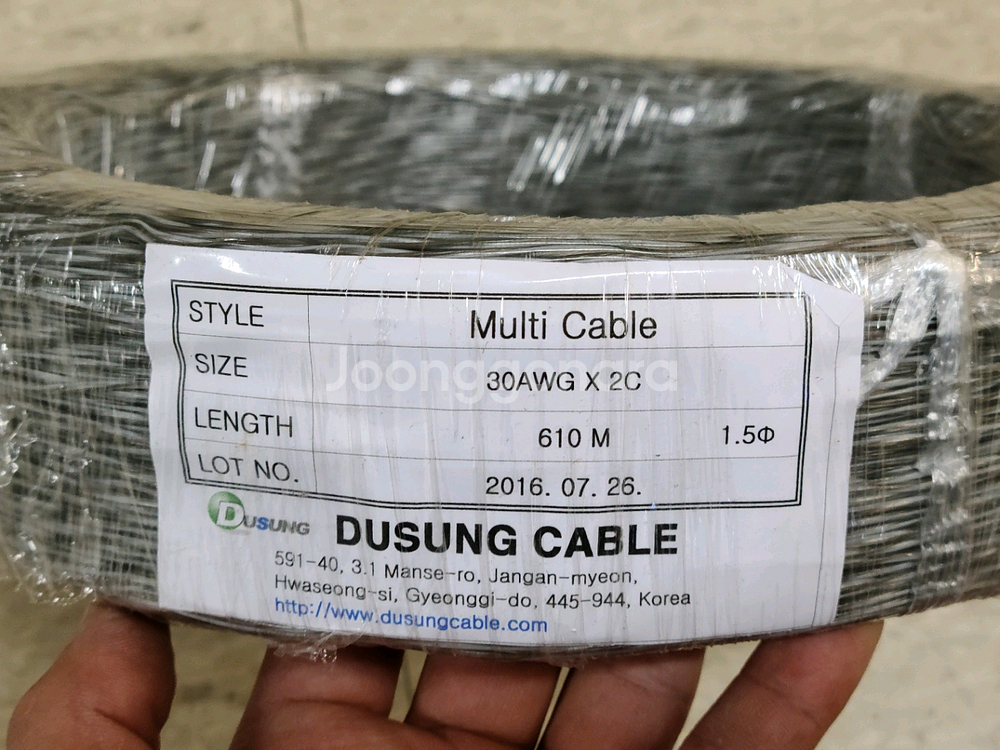 STYLE Multi Cable
SIZE 30AWG X 2C
LENGTH 610 M 1.5Φ
LOT NO. 2016. 07. 26.
DUSUNG DUSUNG CABLE
591-40, 3.1 Manse-ro, Jangan-myeon,
Hwaseong-si, Gyeonggi-do, 445-944, Korea
http://www.dusungcable.com
Joonggonara